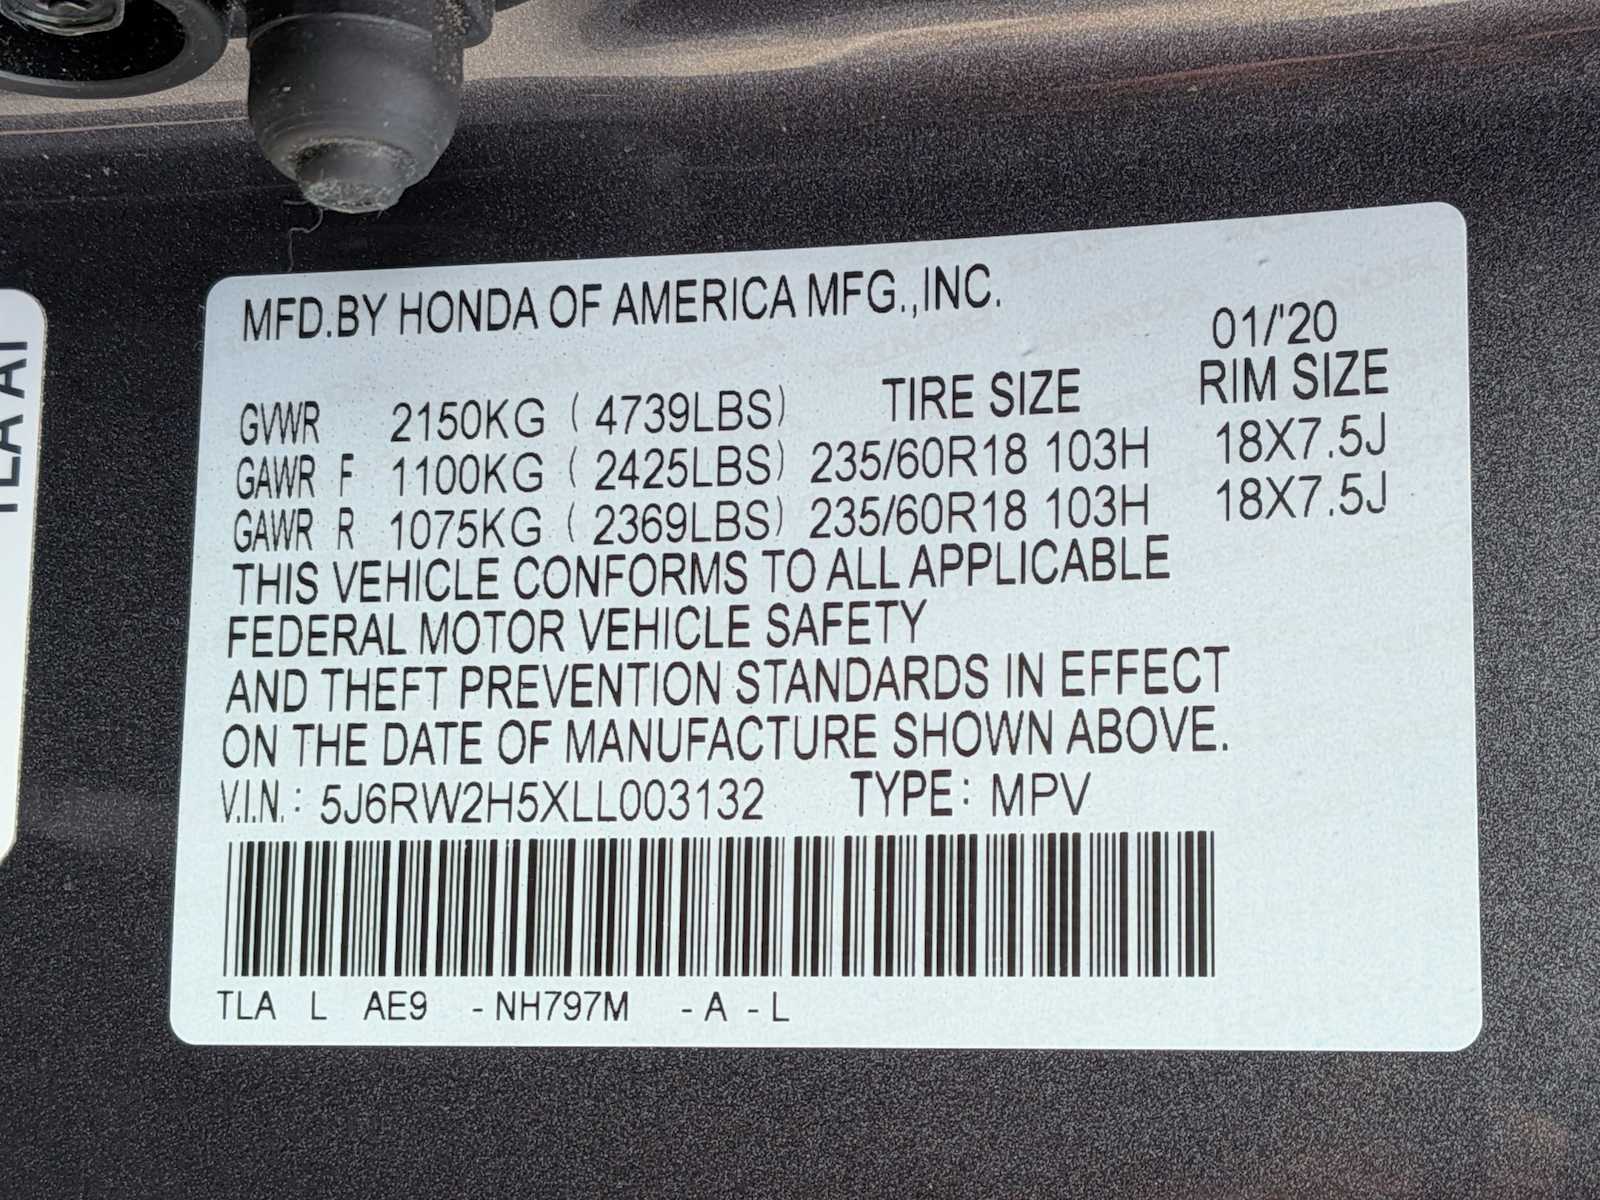 TLA AT
MFD.BY HONDA OF AMERICA MFG.,INC.
01/'20
GVWR 2150KG ( 4739LBS) TIRE SIZE RIM SIZE
GAWR F 1100KG ( 2425LBS) 235/60R18 103H 18X7.5J
GAWR R 1075KG ( 2369LBS) 235/60R18 103H 18X7.5J
THIS VEHICLE CONFORMS TO ALL APPLICABLE
FEDERAL MOTOR VEHICLE SAFETY
AND THEFT PREVENTION STANDARDS IN EFFECT
ON THE DATE OF MANUFACTURE SHOWN ABOVE.
V.I.N.: 5J6RW2H5XLL003132 TYPE: MPV
TLA L AE9 - NH797M - A - L